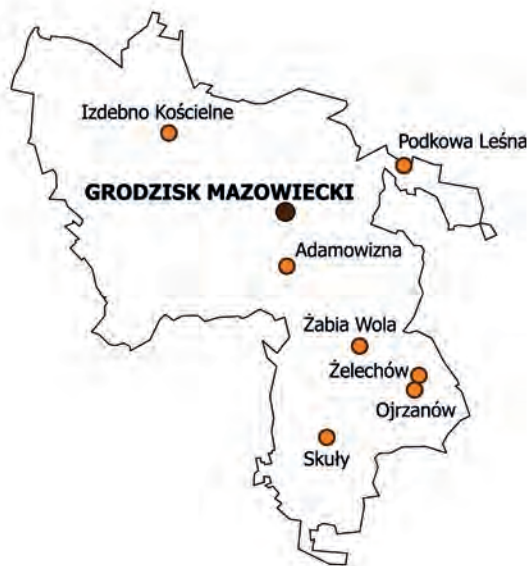 Izdebno Kościelne
Podkowa Leśna
GRODZISK MAZOWIECKI
Adamowizna
Żabia Wola
Żelechów
Ojrzanów
Skuły